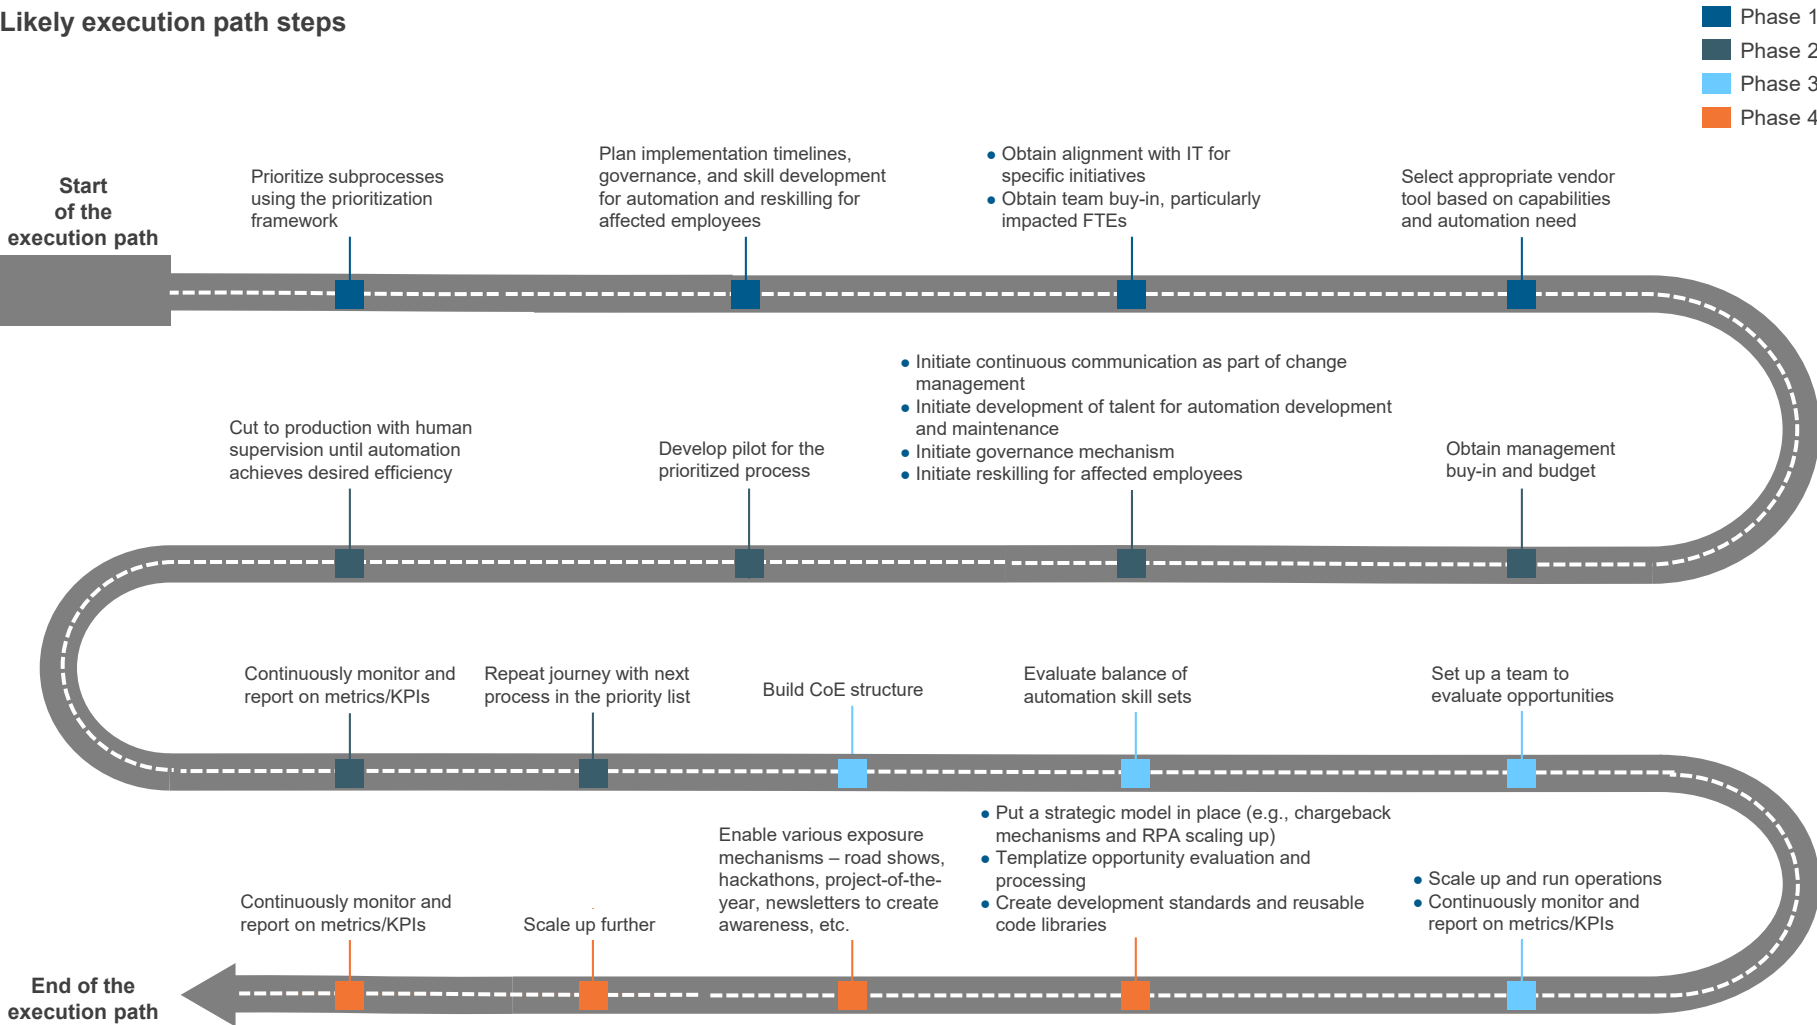 Likely execution path steps
Phase 1
Phase 2
Phase 3
Phase 4
Start
of the
execution path
Prioritize subprocesses
using the prioritization
framework
Plan implementation timelines,
governance, and skill development
for automation and reskilling for
affected employees
● Obtain alignment with IT for
specific initiatives
● Obtain team buy-in, particularly
impacted FTEs
Select appropriate vendor
tool based on capabilities
and automation need
Cut to production with human
supervision until automation
achieves desired efficiency
Develop pilot for the
prioritized process
● Initiate continuous communication as part of change
management
● Initiate development of talent for automation development
and maintenance
● Initiate governance mechanism
● Initiate reskilling for affected employees
Obtain management
buy-in and budget
Continuously monitor and
report on metrics/KPIs
Repeat journey with next
process in the priority list
Build CoE structure
Evaluate balance of
automation skill sets
Set up a team to
evaluate opportunities
Continuously monitor and
report on metrics/KPIs
Scale up further
Enable various exposure
mechanisms – road shows,
hackathons, project-of-the-
year, newsletters to create
awareness, etc.
● Put a strategic model in place (e.g., chargeback
mechanisms and RPA scaling up)
● Templatize opportunity evaluation and
processing
● Create development standards and reusable
code libraries
● Scale up and run operations
● Continuously monitor and
report on metrics/KPIs
End of the
execution path